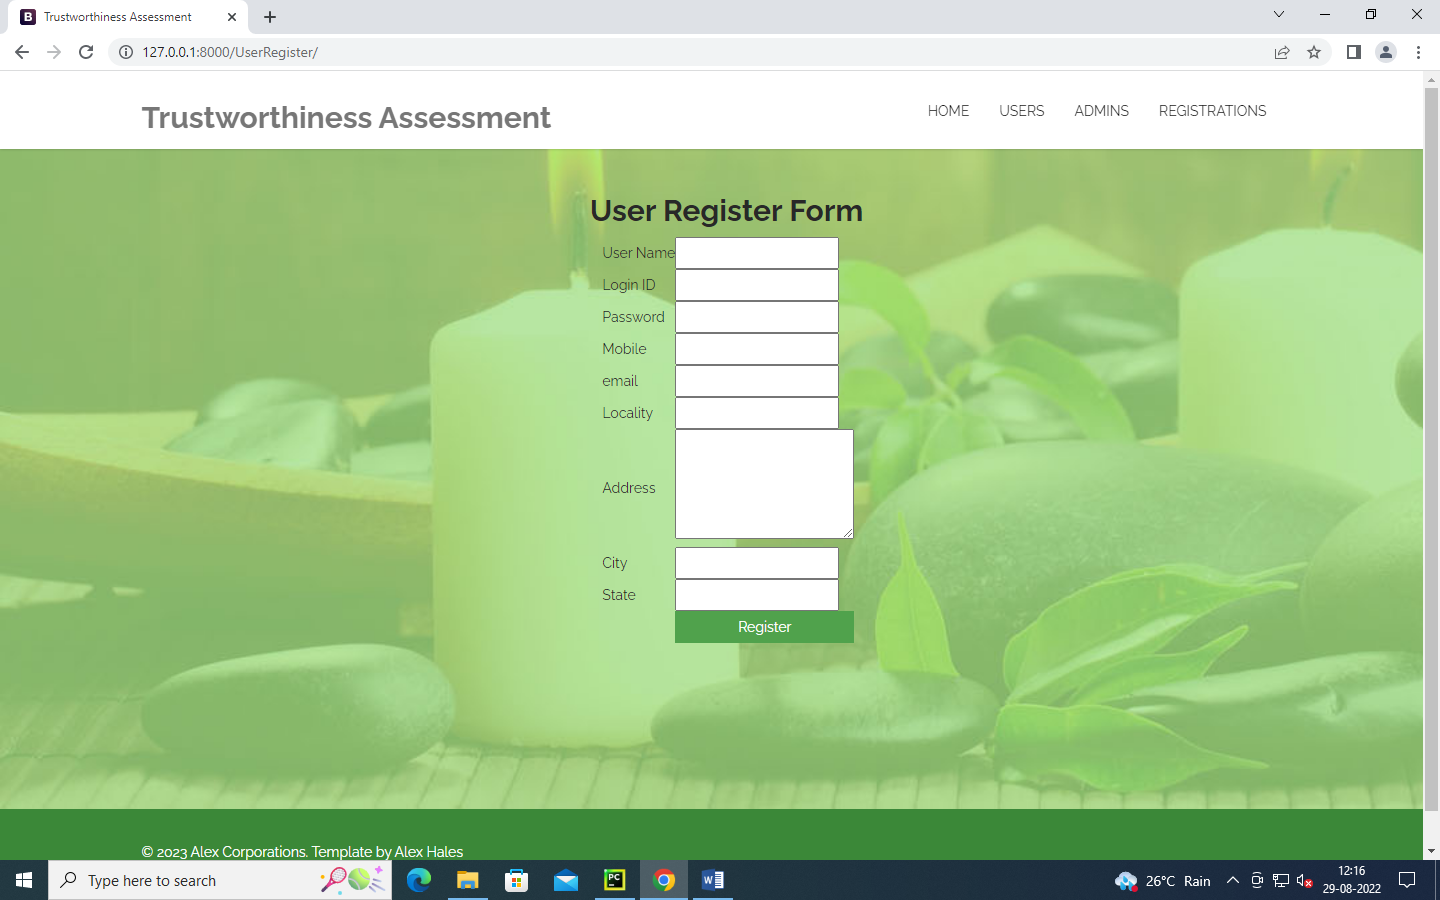 Trustworthiness Assessment
127.0.0.1:8000/UserRegister/
Trustworthiness Assessment
HOME USERS ADMINS REGISTRATIONS
User Register Form
User Name
Login ID
Password
Mobile
email
Locality
Address
City
State
Register
© 2023 Alex Corporations. Template by Alex Hales
Type here to search
26°C Rain
12:16
29-08-2022